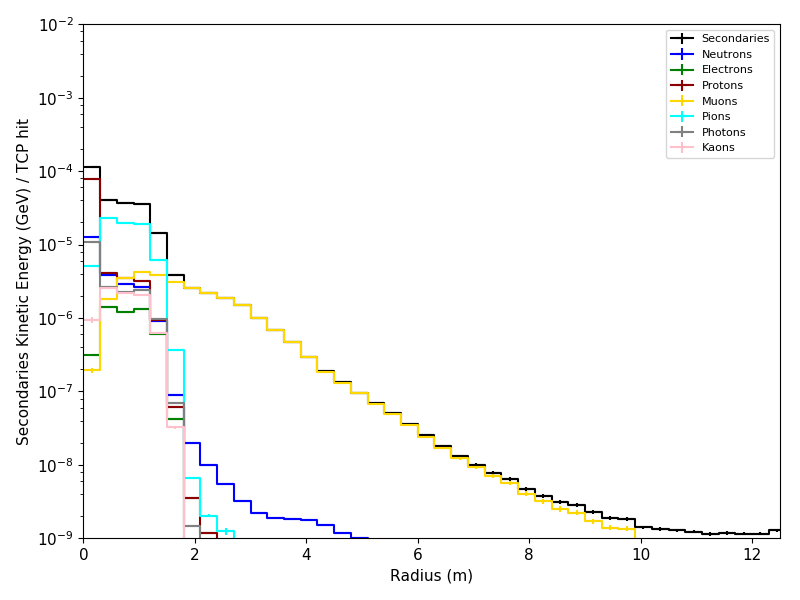 10⁻²
10⁻³
10⁻⁴
10⁻⁵
10⁻⁶
10⁻⁷
10⁻⁸
10⁻⁹
Secondaries Kinetic Energy (GeV) / TCP hit
Secondaries
Neutrons
Electrons
Protons
Muons
Pions
Photons
Kaons
0 2 4 6 8 10 12
Radius (m)